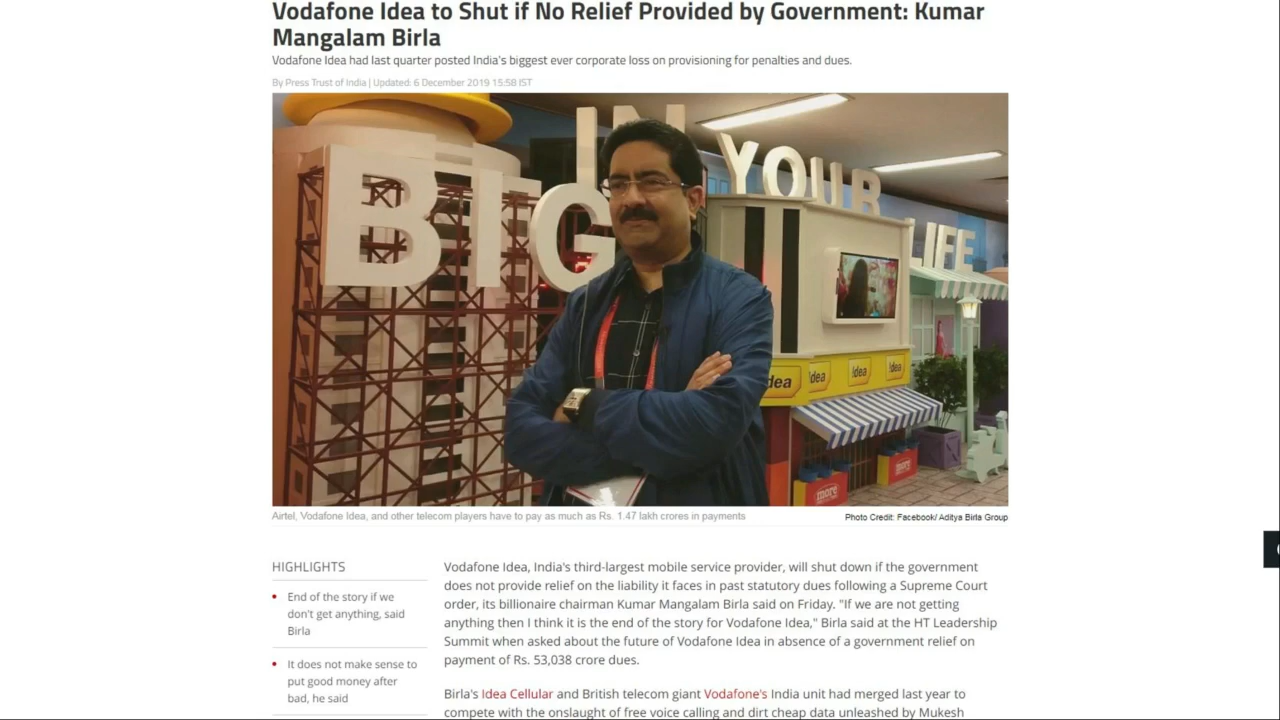 Vodafone Idea to Shut if No Relief Provided by Government: Kumar
Mangalam Birla
Vodafone Idea had last quarter posted India's biggest ever corporate loss on provisioning for penalties and dues.
By Press Trust of India | Updated: 6 December 2019 15:58 IST
IN
BIG
YOUR
LIFE
dea
!dea
!dea
!dea
more
more
Airtel, Vodafone Idea, and other telecom players have to pay as much as Rs. 1.47 lakh crores in payments
Photo Credit: Facebook/ Aditya Birla Group
HIGHLIGHTS
End of the story if we
don't get anything, said
Birla
It does not make sense to
put good money after
bad, he said
Vodafone Idea, India's third-largest mobile service provider, will shut down if the government
does not provide relief on the liability it faces in past statutory dues following a Supreme Court
order, its billionaire chairman Kumar Mangalam Birla said on Friday. "If we are not getting
anything then I think it is the end of the story for Vodafone Idea," Birla said at the HT Leadership
Summit when asked about the future of Vodafone Idea in absence of a government relief on
payment of Rs. 53,038 crore dues.
Birla's Idea Cellular and British telecom giant Vodafone's India unit had merged last year to
compete with the onslaught of free voice calling and dirt cheap data unleashed by Mukesh